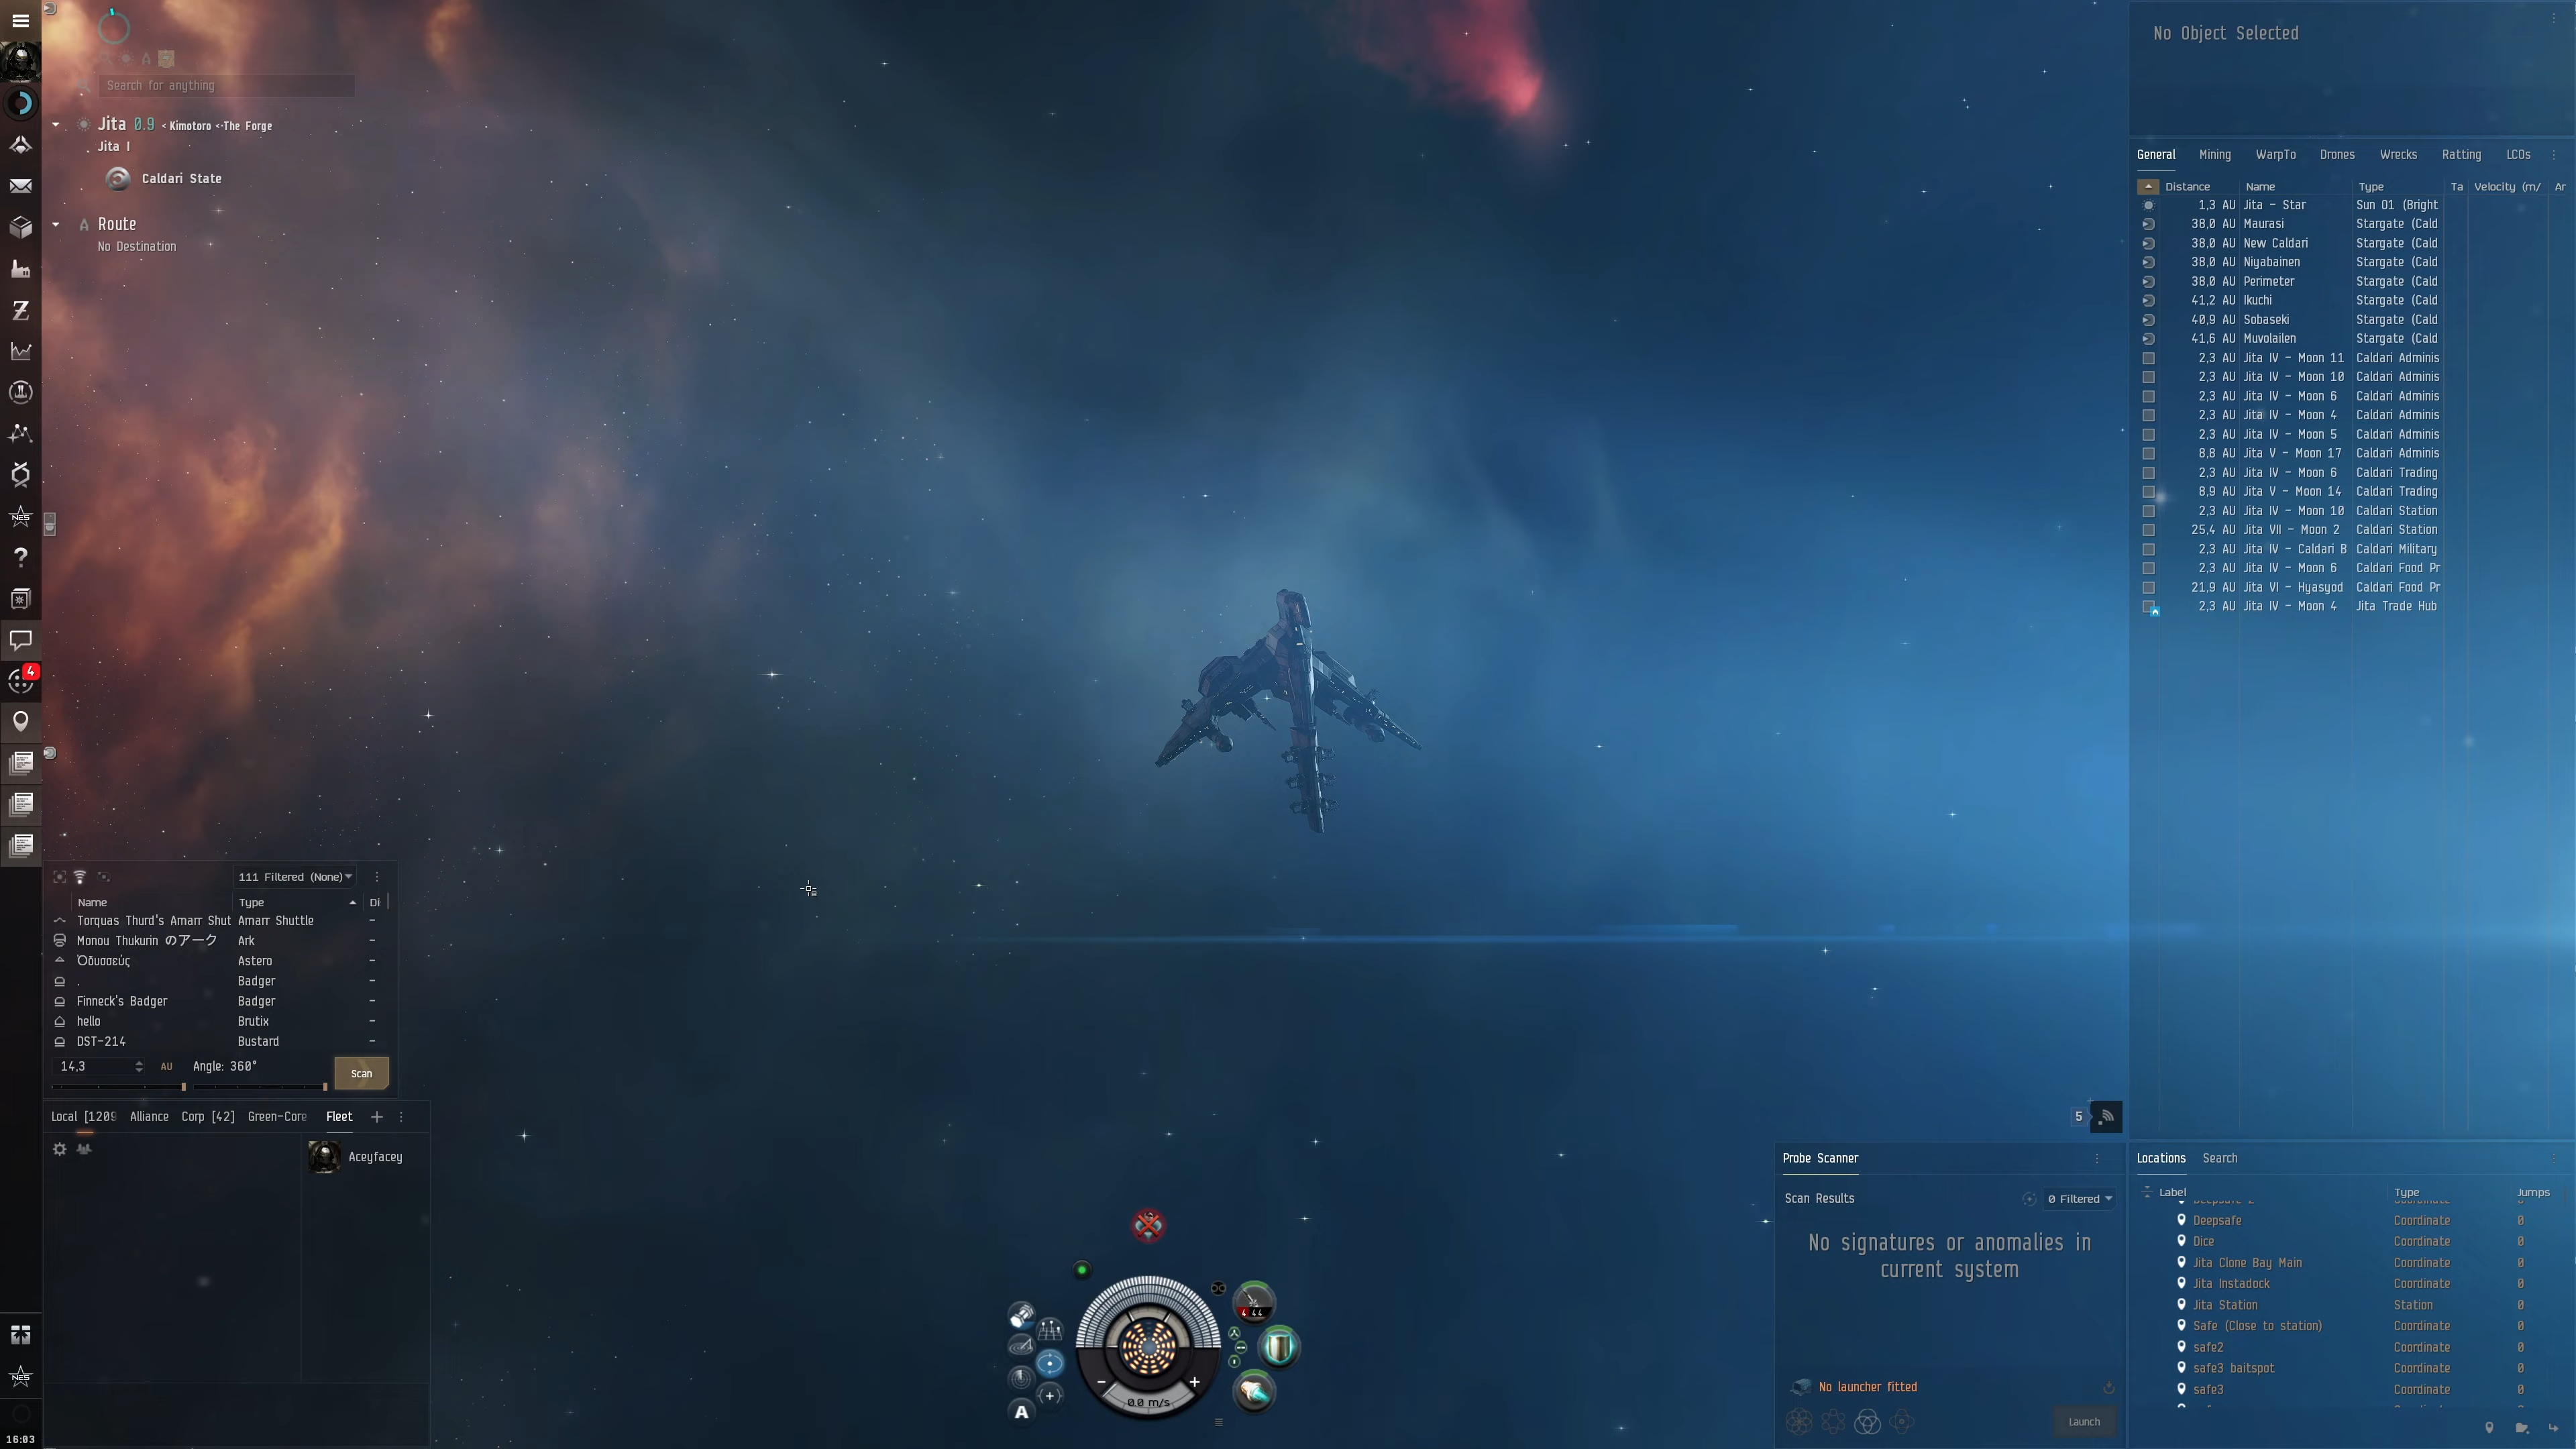 Search for anything
Jita 0.9 < Kimotoro < The Forge
Jita I
Caldari State
Route
No Destination
4
111 Filtered (None)
Name Type Di
Torquas Thurd's Amarr Shut Amarr Shuttle -
Monou Thukurin のアーク Ark -
Ὀδυσσεύς Astero -
. Badger -
Finneck's Badger Badger -
hello Brutix -
DST-214 Bustard -
14,3 AU Angle: 360° Scan
Local [1209 Alliance Corp [42] Green-Core Fleet
Aceyfacey
16:03
4 44
0.0 m/s
A
5
Probe Scanner
Scan Results 0 Filtered
No signatures or anomalies in
current system
No launcher fitted
Launch
No Object Selected
General Mining WarpTo Drones Wrecks Ratting LCOs
Distance Name Type Ta Velocity (m/ Ar
1,3 AU Jita - Star Sun O1 (Bright
38,0 AU Maurasi Stargate (Cald
38,0 AU New Caldari Stargate (Cald
38,0 AU Niyabainen Stargate (Cald
38,0 AU Perimeter Stargate (Cald
41,2 AU Ikuchi Stargate (Cald
40,9 AU Sobaseki Stargate (Cald
41,6 AU Muvolailen Stargate (Cald
2,3 AU Jita IV - Moon 11 Caldari Adminis
2,3 AU Jita IV - Moon 10 Caldari Adminis
2,3 AU Jita IV - Moon 6 Caldari Adminis
2,3 AU Jita IV - Moon 4 Caldari Adminis
2,3 AU Jita IV - Moon 5 Caldari Adminis
8,8 AU Jita V - Moon 17 Caldari Adminis
2,3 AU Jita IV - Moon 6 Caldari Trading
8,9 AU Jita V - Moon 14 Caldari Trading
2,3 AU Jita IV - Moon 10 Caldari Station
25,4 AU Jita VII - Moon 2 Caldari Station
2,3 AU Jita IV - Caldari B Caldari Military
2,3 AU Jita IV - Moon 6 Caldari Food Pr
21,9 AU Jita VI - Hyasyod Caldari Food Pr
2,3 AU Jita IV - Moon 4 Jita Trade Hub
Locations Search
Label Type Jumps
Deepsafe Coordinate 0
Dice Coordinate 0
Jita Clone Bay Main Coordinate 0
Jita Instadock Coordinate 0
Jita Station Station 0
Safe (Close to station) Coordinate 0
safe2 Coordinate 0
safe3 baitspot Coordinate 0
safe3 Coordinate 0